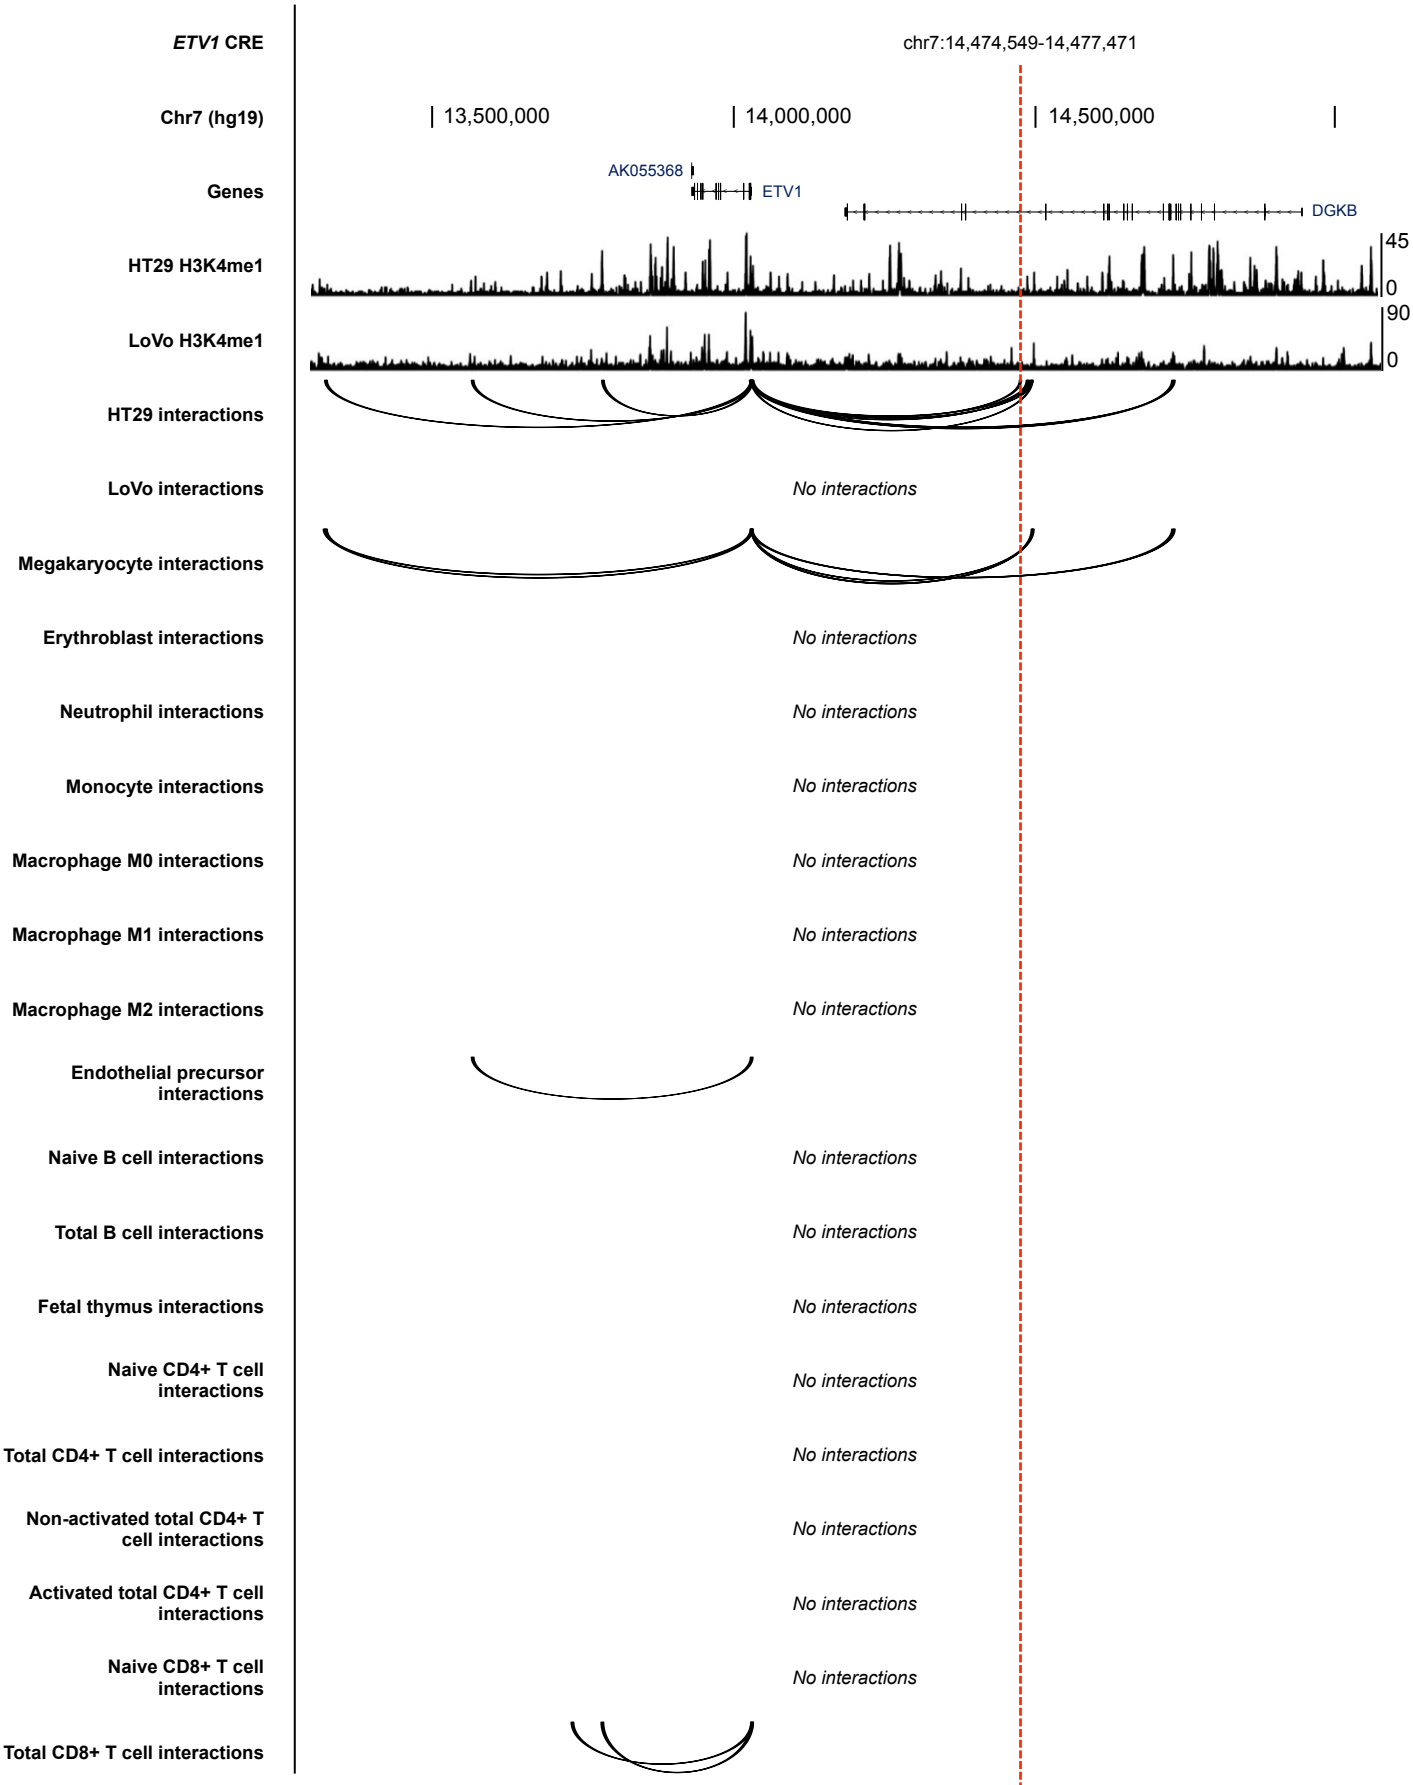 ETV1 CRE
chr7:14,474,549-14,477,471
Chr7 (hg19)
13,500,000
14,000,000
14,500,000
AK055368
Genes
ETV1
DGKB
HT29 H3K4me1
45
0
LoVo H3K4me1
90
0
HT29 interactions
LoVo interactions
No interactions
Megakaryocyte interactions
Erythroblast interactions
No interactions
Neutrophil interactions
No interactions
Monocyte interactions
No interactions
Macrophage M0 interactions
No interactions
Macrophage M1 interactions
No interactions
Macrophage M2 interactions
No interactions
Endothelial precursor
interactions
Naive B cell interactions
No interactions
Total B cell interactions
No interactions
Fetal thymus interactions
No interactions
Naive CD4+ T cell
interactions
No interactions
Total CD4+ T cell interactions
No interactions
Non-activated total CD4+ T
cell interactions
No interactions
Activated total CD4+ T cell
interactions
No interactions
Naive CD8+ T cell
interactions
No interactions
Total CD8+ T cell interactions